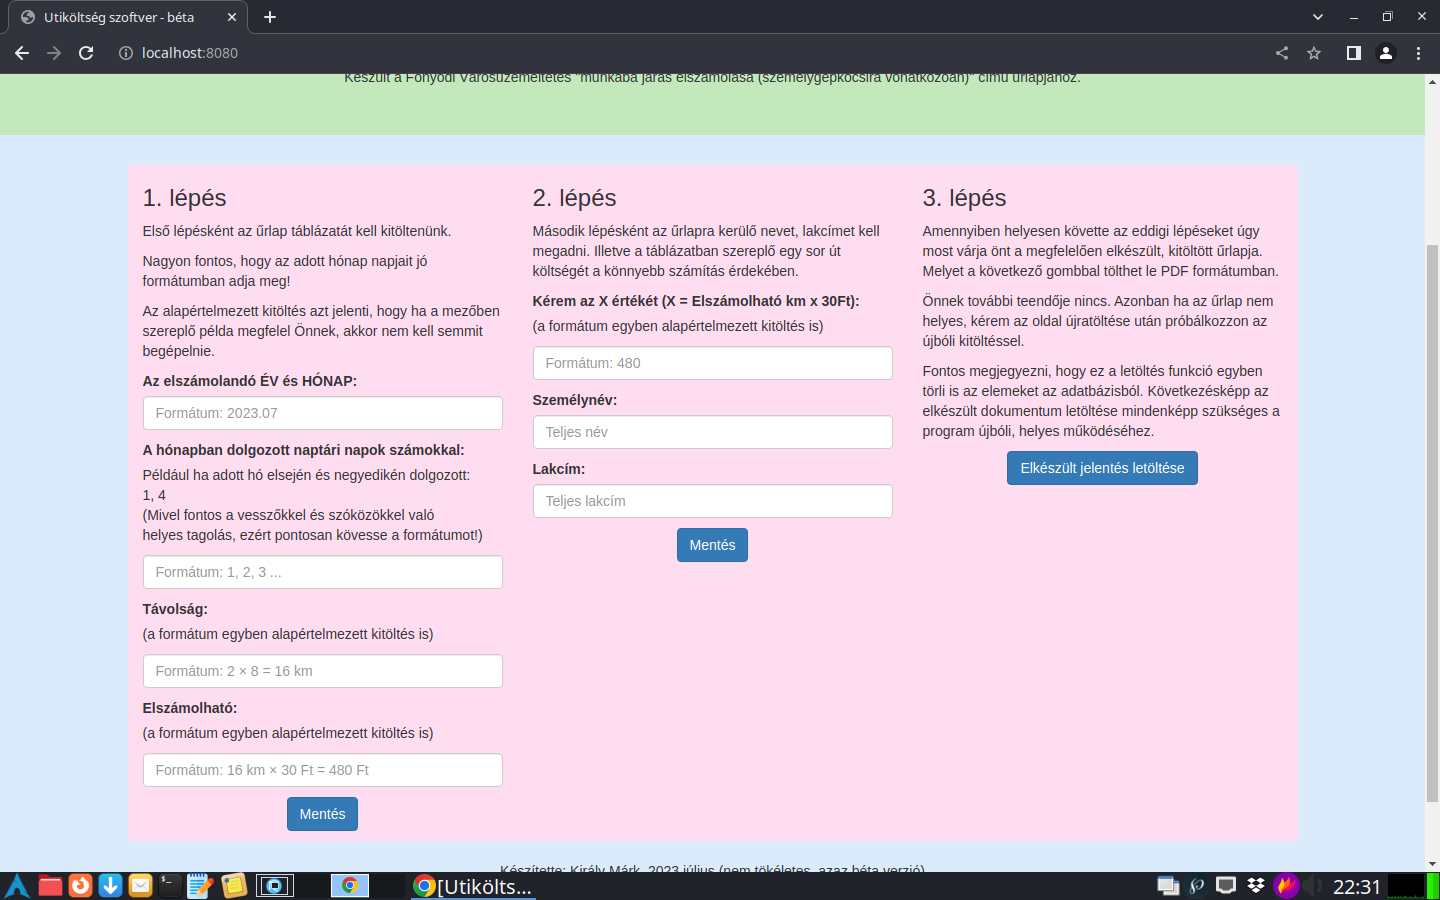 Utiköltség szoftver - béta
localhost:8080
Készült a Fonyódi Városüzemeltetés "munkába járás elszámolása (személygépkocsira vonatkozóan)" című űrlapjához.
1. lépés
Első lépésként az űrlap táblázatát kell kitöltenünk.
Nagyon fontos, hogy az adott hónap napjait jó
formátumban adja meg!
Az alapértelmezett kitöltés azt jelenti, hogy ha a mezőben
szereplő példa megfelel Önnek, akkor nem kell semmit
begépelnie.
Az elszámolandó ÉV és HÓNAP:
Formátum: 2023.07
A hónapban dolgozott naptári napok számokkal:
Például ha adott hó elsején és negyedikén dolgozott:
1, 4
(Mivel fontos a vesszőkkel és szóközökkel való
helyes tagolás, ezért pontosan kövesse a formátumot!)
Formátum: 1, 2, 3 ...
Távolság:
(a formátum egyben alapértelmezett kitöltés is)
Formátum: 2 × 8 = 16 km
Elszámolható:
(a formátum egyben alapértelmezett kitöltés is)
Formátum: 16 km × 30 Ft = 480 Ft
Mentés
2. lépés
Második lépésként az űrlapra kerülő nevet, lakcímet kell
megadni. Illetve a táblázatban szereplő egy sor út
költségét a könnyebb számítás érdekében.
Kérem az X értékét (X = Elszámolható km x 30Ft):
(a formátum egyben alapértelmezett kitöltés is)
Formátum: 480
Személynév:
Teljes név
Lakcím:
Teljes lakcím
Mentés
3. lépés
Amennyiben helyesen követte az eddigi lépéseket úgy
most várja önt a megfelelően elkészült, kitöltött űrlapja.
Melyet a következő gombbal tölthet le PDF formátumban.
Önnek további teendője nincs. Azonban ha az űrlap nem
helyes, kérem az oldal újratöltése után próbálkozzon az
újbóli kitöltéssel.
Fontos megjegyezni, hogy ez a letöltés funkció egyben
törli is az elemeket az adatbázisból. Következésképp az
elkészült dokumentum letöltése mindenképp szükséges a
program újbóli, helyes működéséhez.
Elkészült jelentés letöltése
Készítette: Király Márk, 2023 július (nem tökéletes, azaz béta verzió)
[Utikölts...
22:31